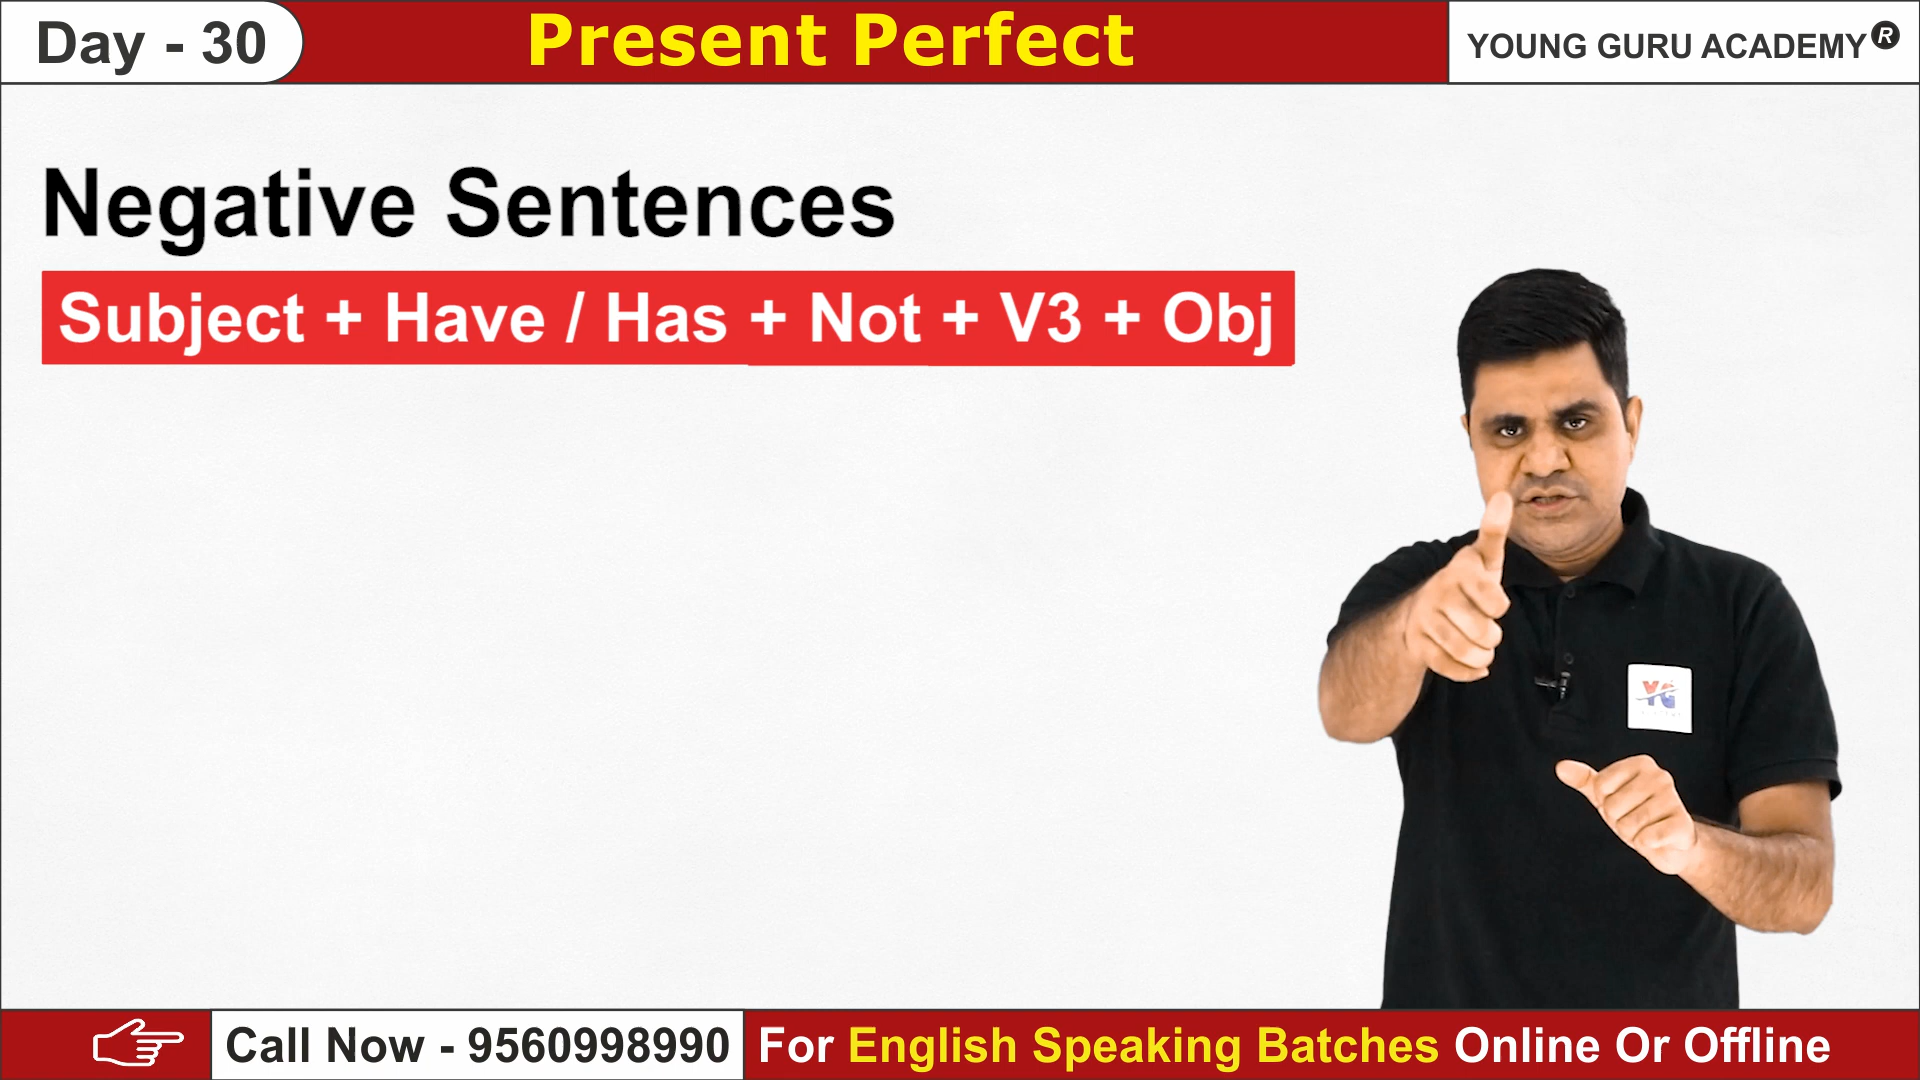 Day - 30
Present Perfect
YOUNG GURU ACADEMY®
Negative Sentences
Subject + Have / Has + Not + V3 + Obj
YG
Call Now - 9560998990
For English Speaking Batches Online Or Offline